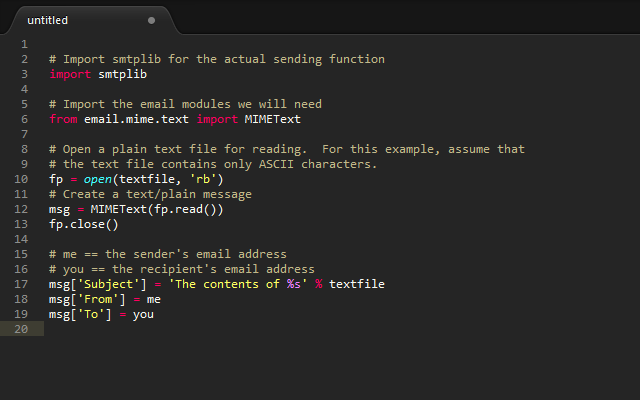 untitled
1
2 # Import smtplib for the actual sending function
3 import smtplib
4
5 # Import the email modules we will need
6 from email.mime.text import MIMEText
7
8 # Open a plain text file for reading.  For this example, assume that
9 # the text file contains only ASCII characters.
10 fp = open(textfile, 'rb')
11 # Create a text/plain message
12 msg = MIMEText(fp.read())
13 fp.close()
14
15 # me == the sender's email address
16 # you == the recipient's email address
17 msg['Subject'] = 'The contents of %s' % textfile
18 msg['From'] = me
19 msg['To'] = you
20